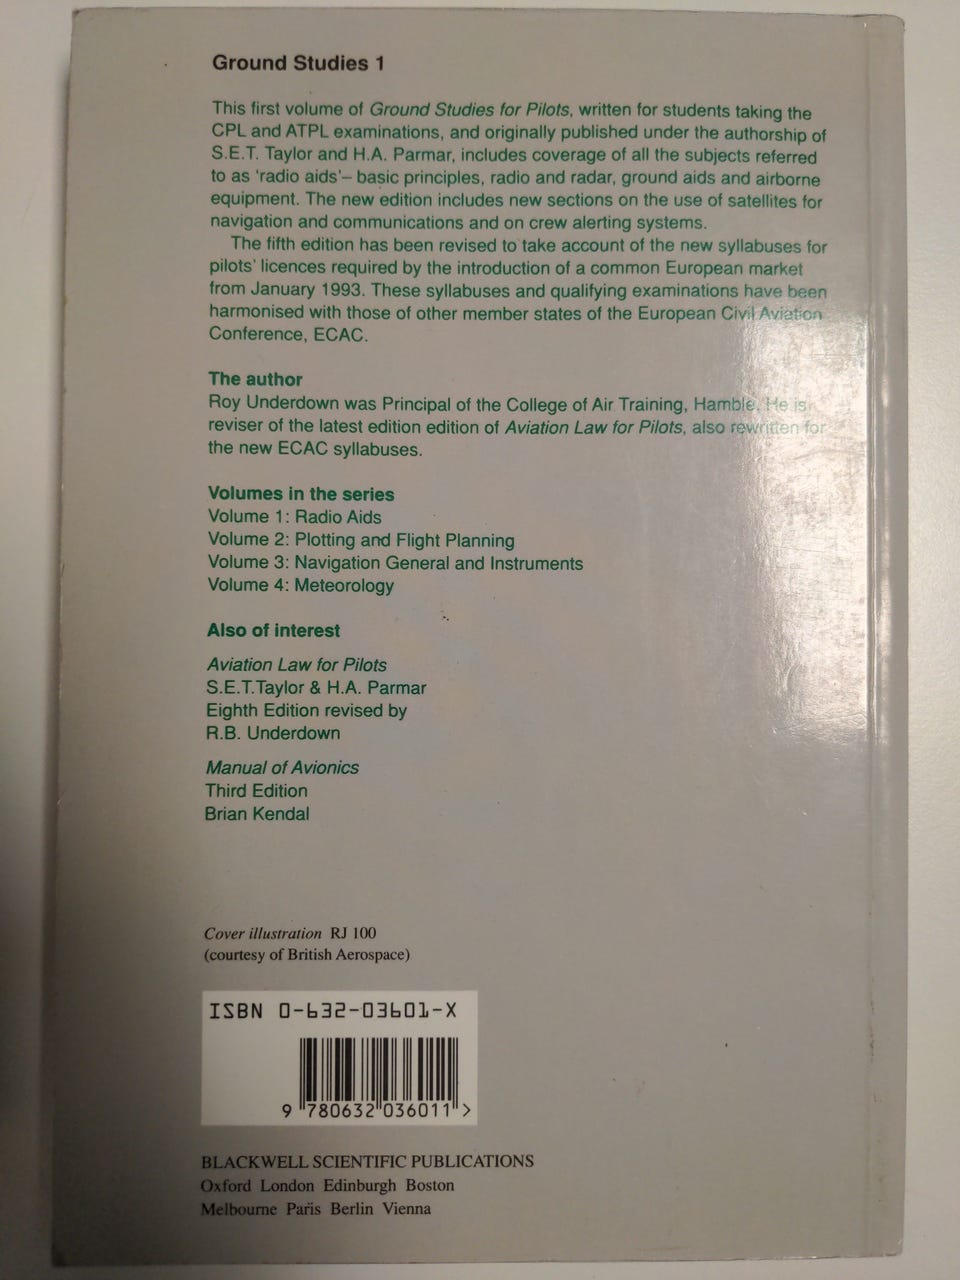 Ground Studies 1
This first volume of Ground Studies for Pilots, written for students taking the
CPL and ATPL examinations, and originally published under the authorship of
S.E.T. Taylor and H.A. Parmar, includes coverage of all the subjects referred
to as 'radio aids'– basic principles, radio and radar, ground aids and airborne
equipment. The new edition includes new sections on the use of satellites for
navigation and communications and on crew alerting systems.
The fifth edition has been revised to take account of the new syllabuses for
pilots' licences required by the introduction of a common European market
from January 1993. These syllabuses and qualifying examinations have been
harmonised with those of other member states of the European Civil Aviation
Conference, ECAC.
The author
Roy Underdown was Principal of the College of Air Training, Hamble. He is
reviser of the latest edition edition of Aviation Law for Pilots, also rewritten for
the new ECAC syllabuses.
Volumes in the series
Volume 1: Radio Aids
Volume 2: Plotting and Flight Planning
Volume 3: Navigation General and Instruments
Volume 4: Meteorology
Also of interest
Aviation Law for Pilots
S.E.T.Taylor & H.A. Parmar
Eighth Edition revised by
R.B. Underdown
Manual of Avionics
Third Edition
Brian Kendal
Cover illustration RJ 100
(courtesy of British Aerospace)
ISBN 0-632-03601-X
9 780632 036011 >
BLACKWELL SCIENTIFIC PUBLICATIONS
Oxford London Edinburgh Boston
Melbourne Paris Berlin Vienna